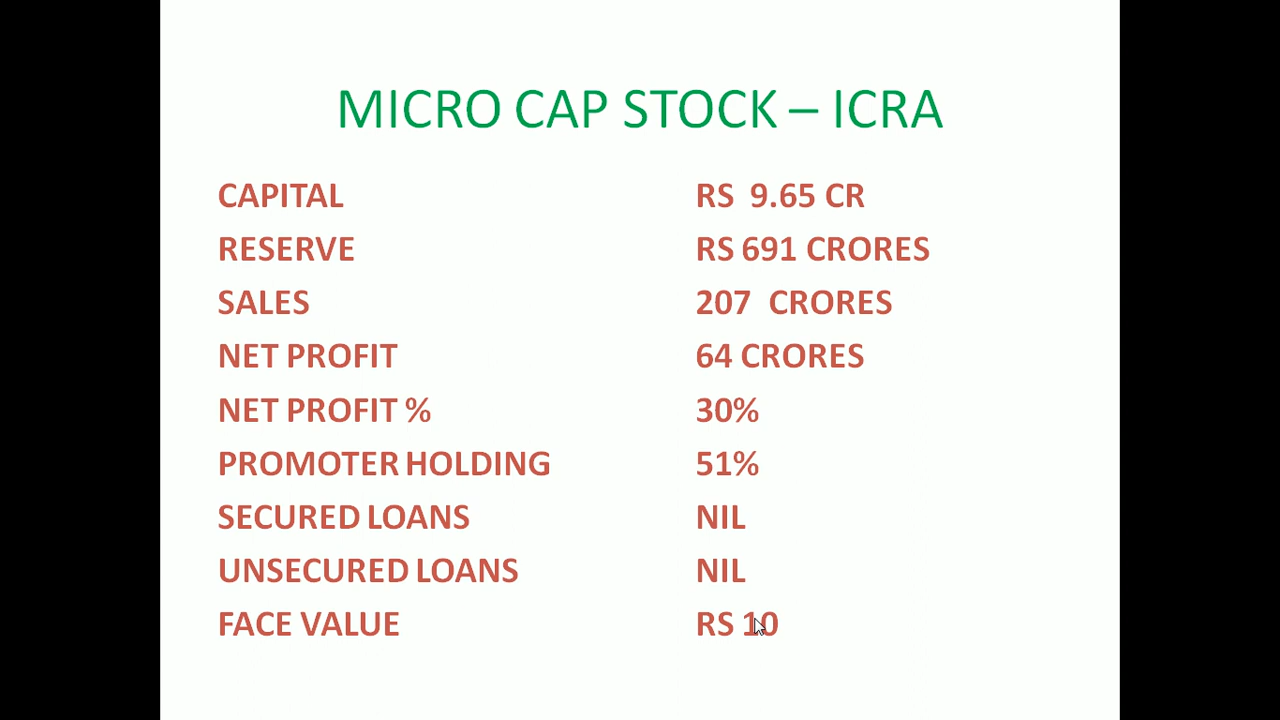 MICRO CAP STOCK – ICRA
CAPITAL RS 9.65 CR
RESERVE RS 691 CRORES
SALES 207 CRORES
NET PROFIT 64 CRORES
NET PROFIT % 30%
PROMOTER HOLDING 51%
SECURED LOANS NIL
UNSECURED LOANS NIL
FACE VALUE RS 10